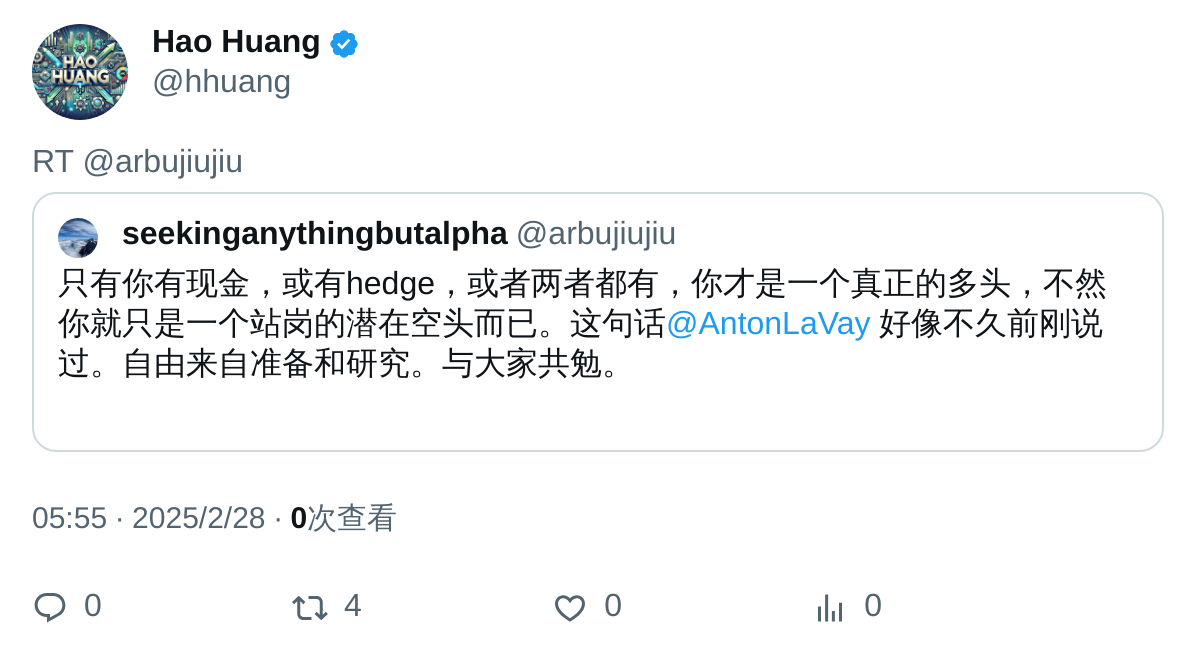 Hao Huang
@hhuang
HAO
HUANG
RT @arbujiujiu
seekinganythingbutalpha @arbujiujiu
只有你有现金，或有hedge，或者两者都有，你才是一个真正的多头，不然
你就只是一个站岗的潜在空头而已。这句话@AntonLaVay 好像不久前刚说
过。自由来自准备和研究。与大家共勉。
05:55 · 2025/2/28 · 0次查看
0 4 0 0